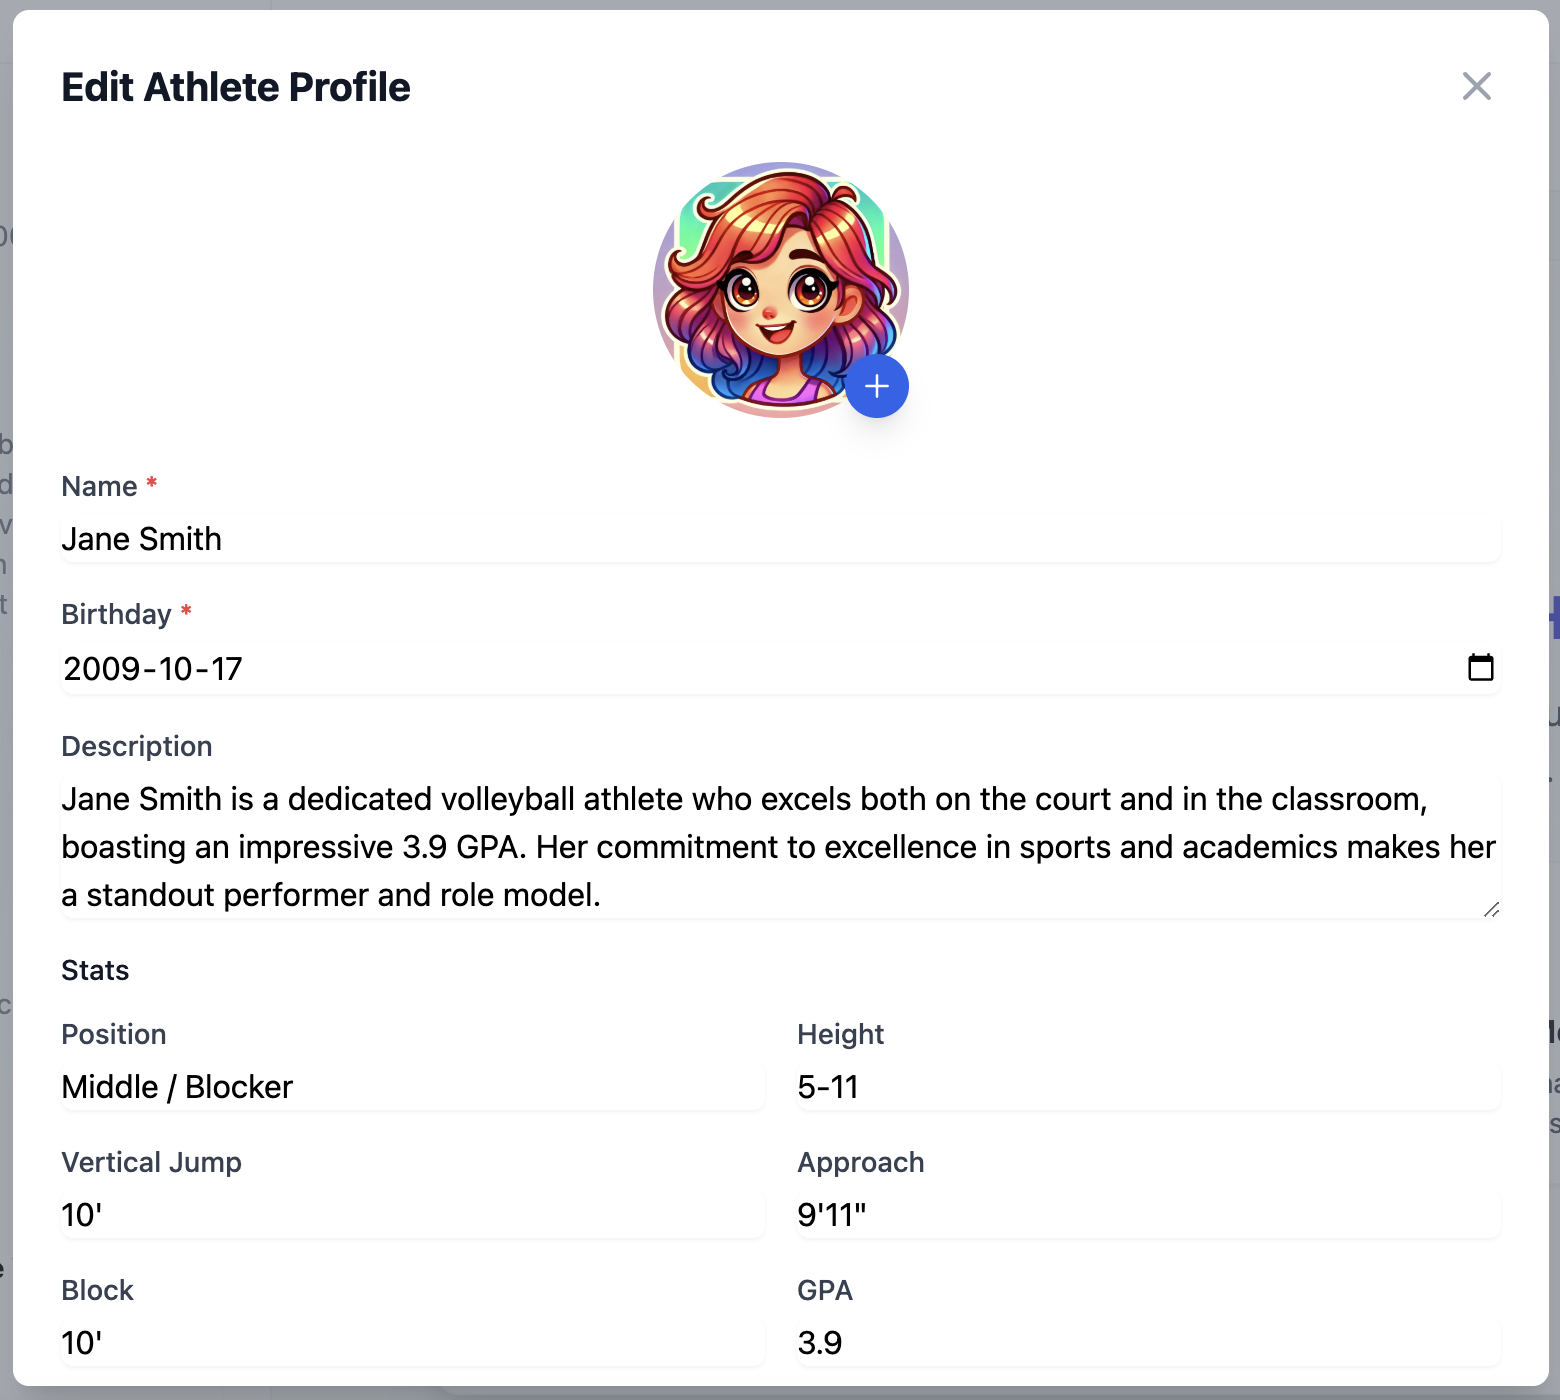 Edit Athlete Profile
Name *
Jane Smith
Birthday *
2009-10-17
Description
Jane Smith is a dedicated volleyball athlete who excels both on the court and in the classroom,
boasting an impressive 3.9 GPA. Her commitment to excellence in sports and academics makes her
a standout performer and role model.
Stats
Position
Height
Middle / Blocker
5-11
Vertical Jump
Approach
10'
9'11"
Block
GPA
10'
3.9